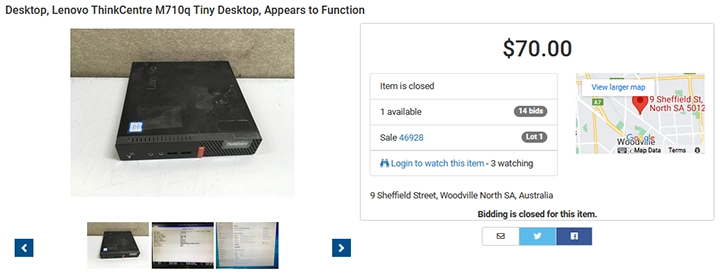 Desktop, Lenovo ThinkCentre M710q Tiny Desktop, Appears to Function
$70.00
Item is closed
1 available
14 bids
Sale 46928
Lot 1
Login to watch this item - 3 watching
View larger map
A7
9 Sheffield St,
North SA 5012
Google
Woodville
Map Data
Terms
9 Sheffield Street, Woodville North SA, Australia
Bidding is closed for this item.